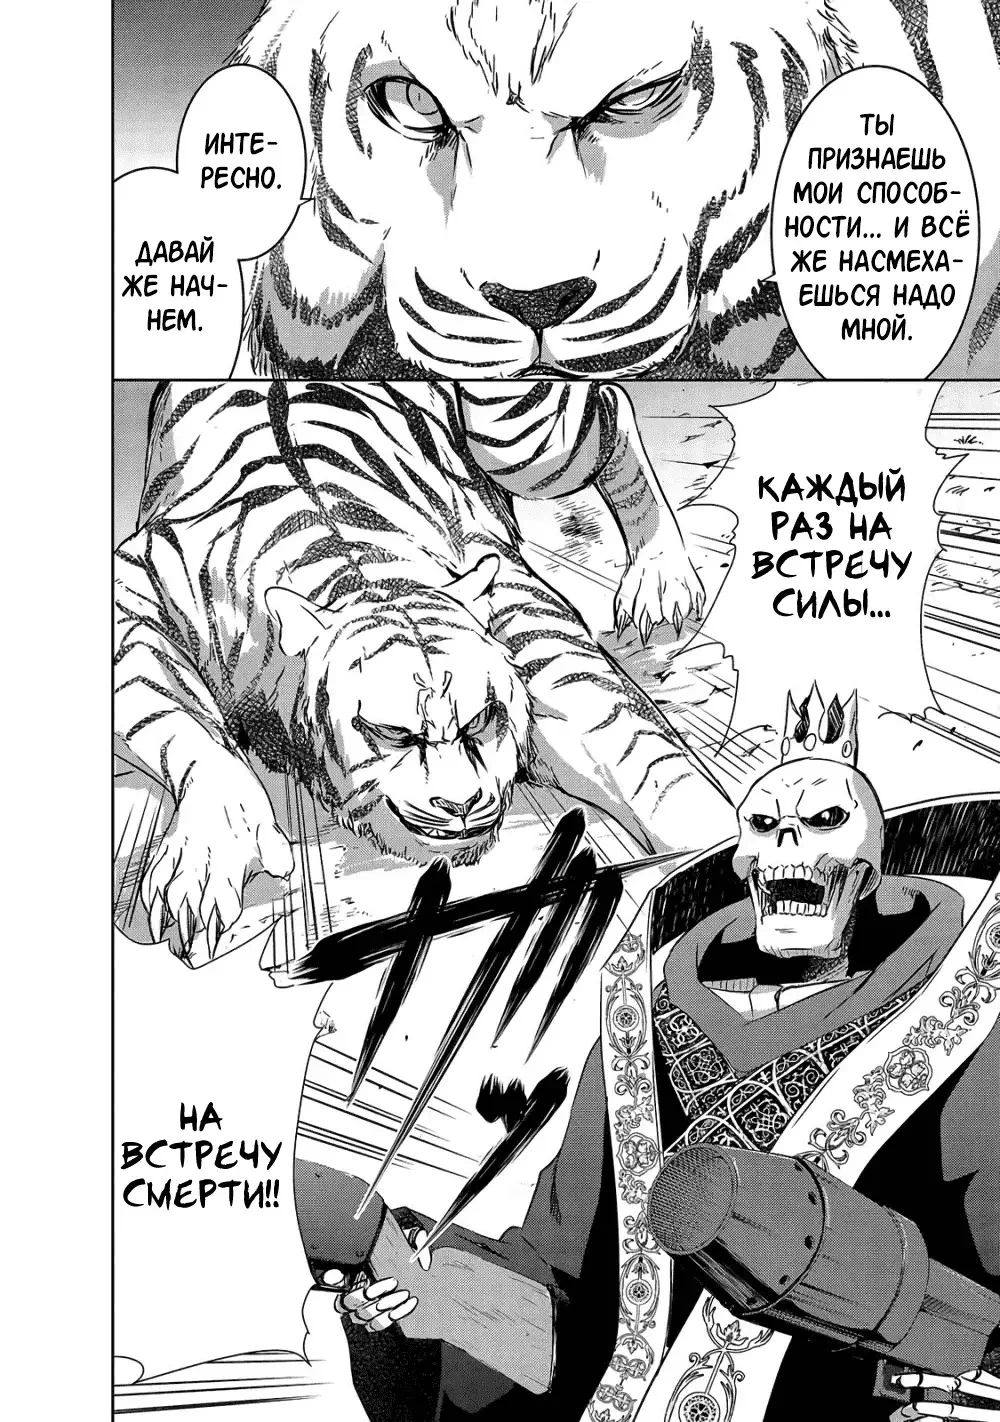 ТЫ
ПРИЗНАЕШЬ
МОИ СПОСОБ-
НОСТИ... И ВСЁ
ЖЕ НАСМЕХА-
ЕШЬСЯ НАДО
МНОЙ.
ИНТЕ-
РЕСНО.
ДАВАЙ
ЖЕ НАЧ-
НЕМ.
КАЖДЫЙ
РАЗ НА
ВСТРЕЧУ
СИЛЫ...
НА
ВСТРЕЧУ
СМЕРТИ!!